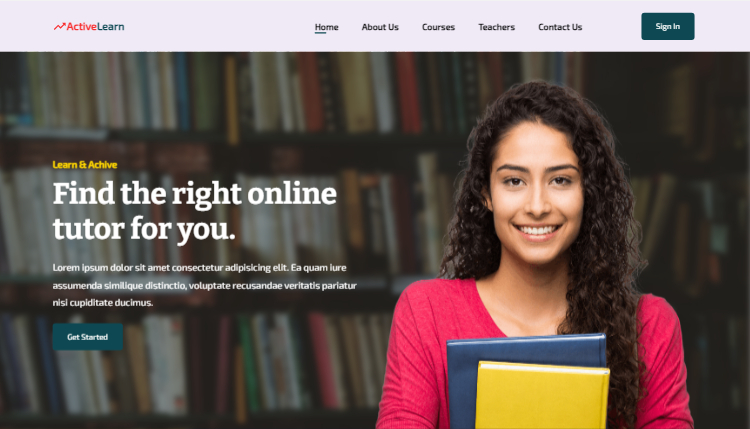 ActiveLearn
Home
About Us
Courses
Teachers
Contact Us
Sign In
Learn & Achive
Find the right online
tutor for you.
Lorem ipsum dolor sit amet consectetur adipisicing elit. Ea quam iure
assumenda similique distinctio, voluptate recusandae veritatis pariatur
nisi cupiditate ducimus.
Get Started